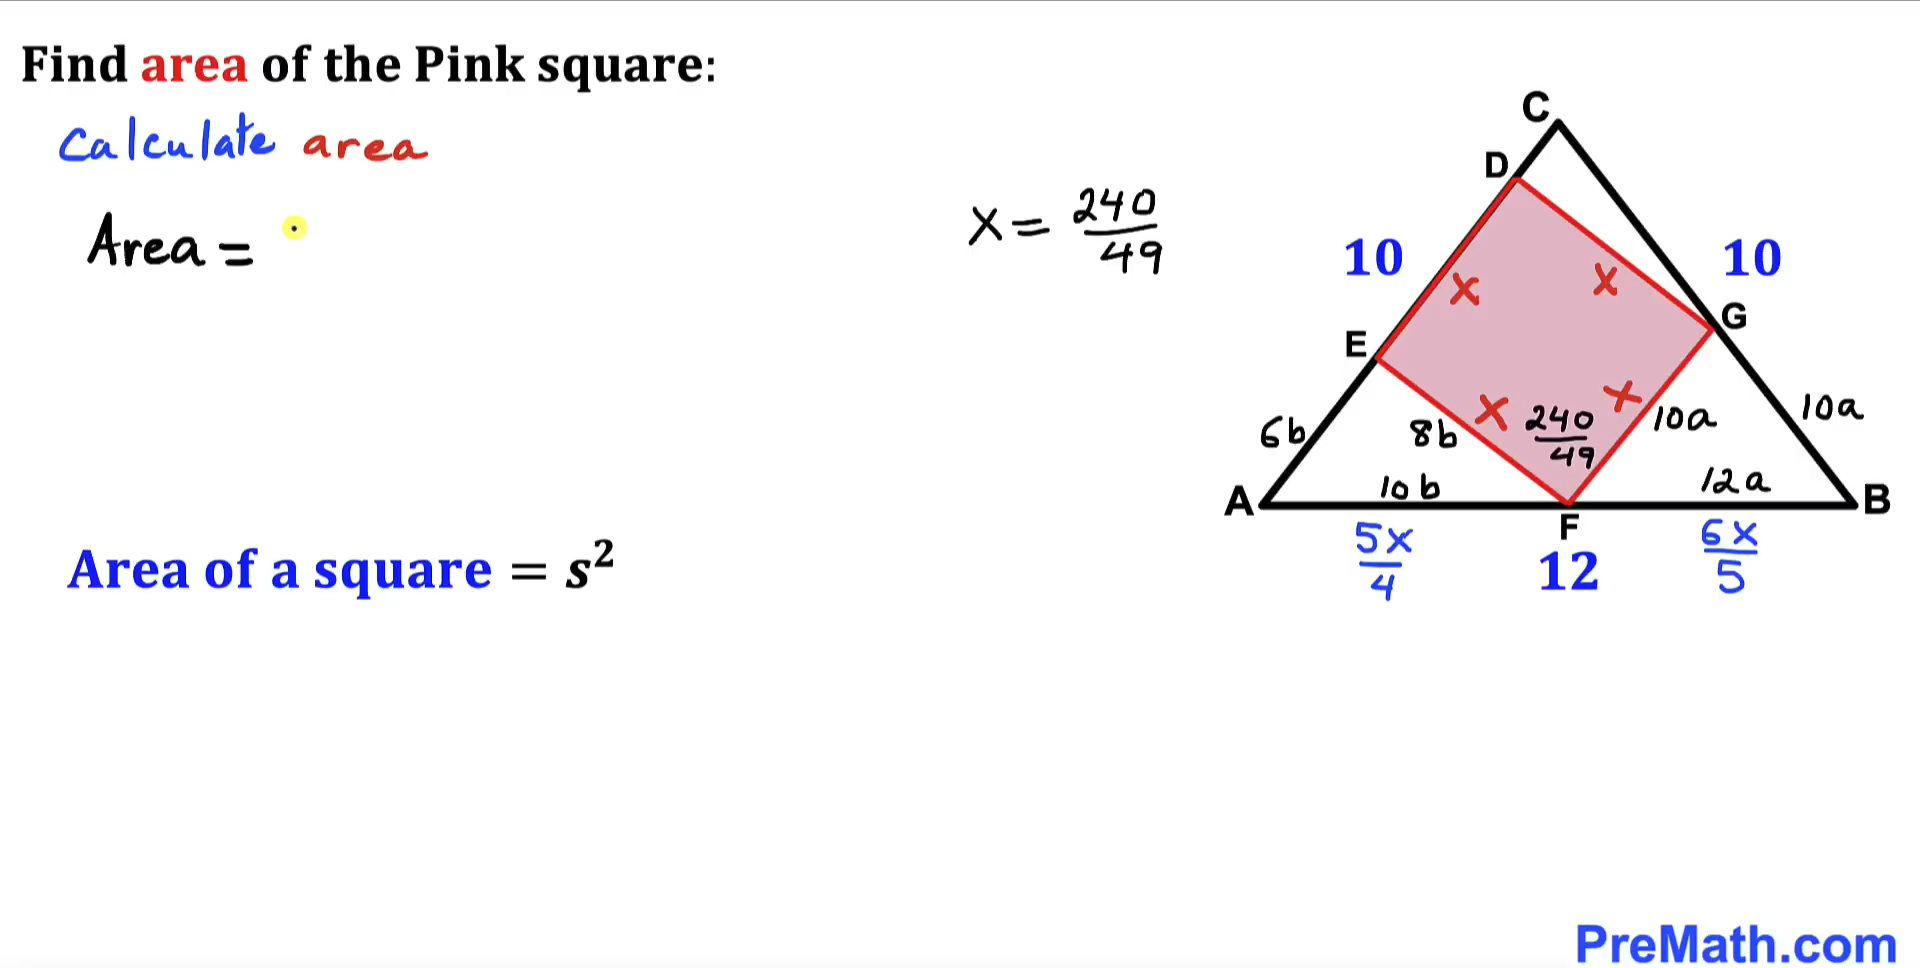 Find area of the Pink square:
Calculate area
Area =
x = 240/49
Area of a square = s²
C
D
10
10
x
x
G
E
6b
8b
x
240/49
x
10a
10a
A
10b
12a
B
5x/4
F
12
6x/5
PreMath.com